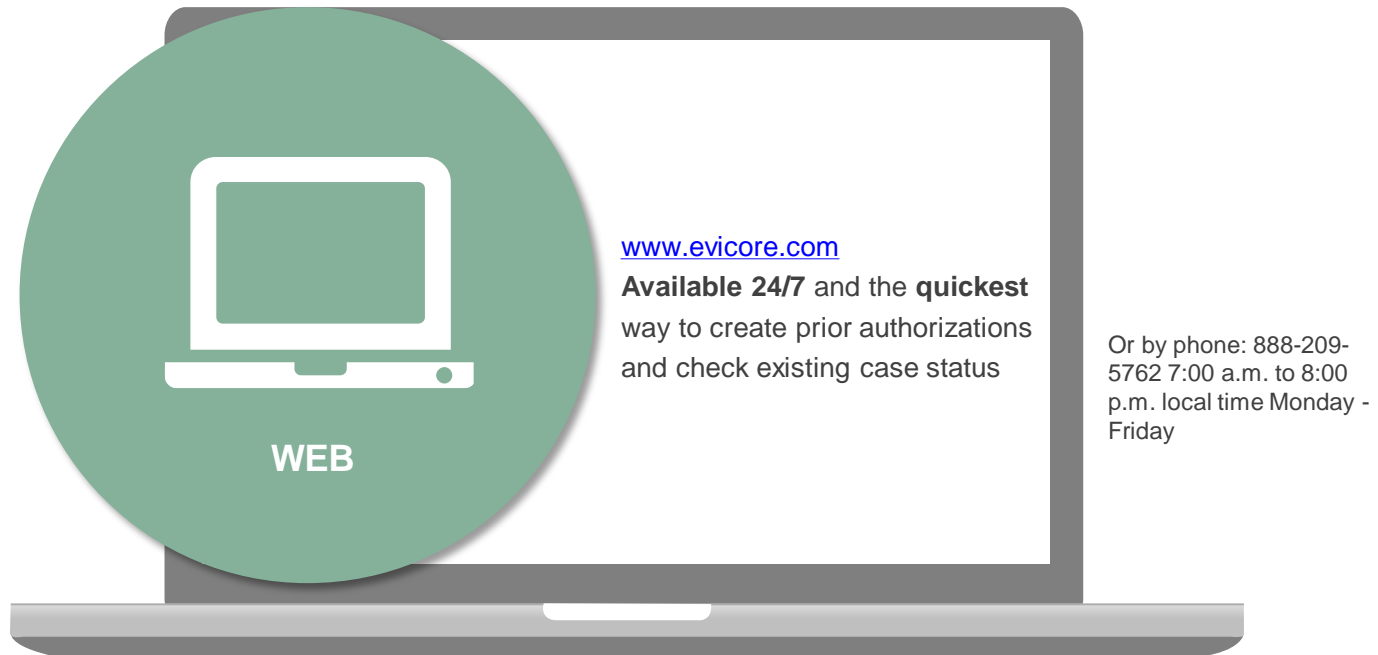 WEB
www.evicore.com
Available 24/7 and the quickest
way to create prior authorizations
and check existing case status
Or by phone: 888-209-
5762 7:00 a.m. to 8:00
p.m. local time Monday -
Friday